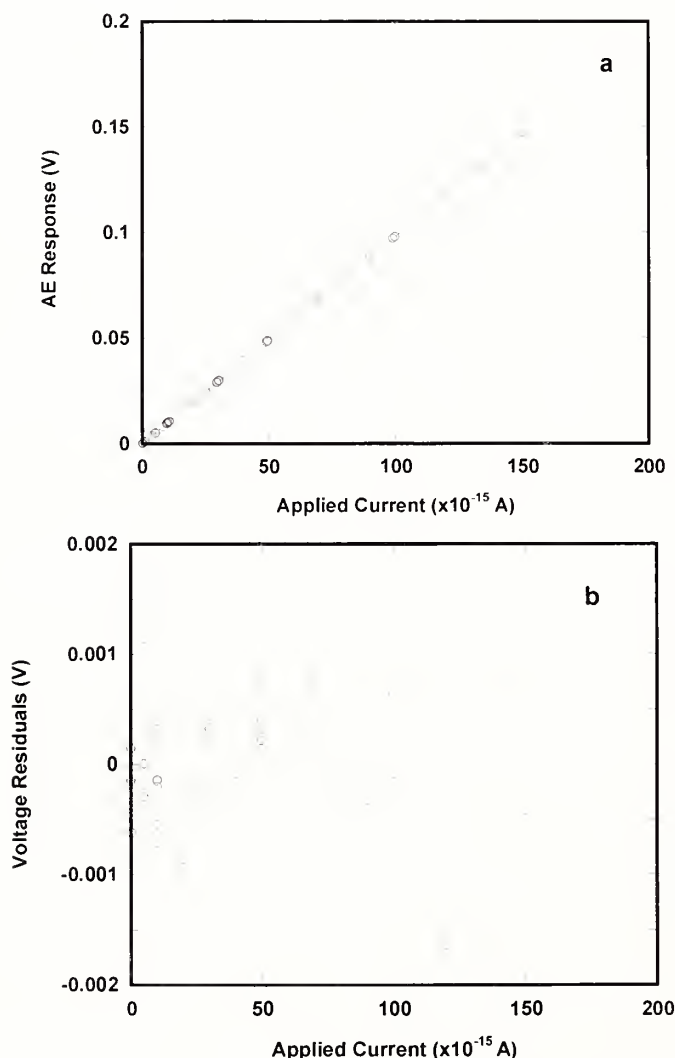 0.2
a
0.15
AE Response (V)
0.1
0.05
0
0 50 100 150 200
Applied Current (x10⁻¹⁵ A)
0.002
b
0.001
Voltage Residuals (V)
0
-0.001
-0.002
0 50 100 150 200
Applied Current (x10⁻¹⁵ A)